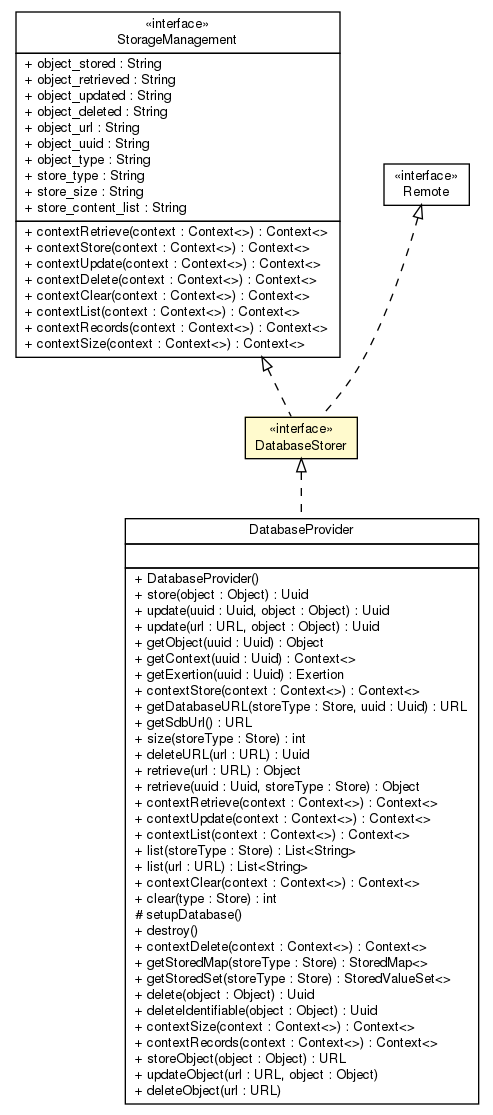 «interface»
StorageManagement
+ object_stored : String
+ object_retrieved : String
+ object_updated : String
+ object_deleted : String
+ object_url : String
+ object_uuid : String
+ object_type : String
+ store_type : String
+ store_size : String
+ store_content_list : String
+ contextRetrieve(context : Context<>) : Context<>
+ contextStore(context : Context<>) : Context<>
+ contextUpdate(context : Context<>) : Context<>
+ contextDelete(context : Context<>) : Context<>
+ contextClear(context : Context<>) : Context<>
+ contextList(context : Context<>) : Context<>
+ contextRecords(context : Context<>) : Context<>
+ contextSize(context : Context<>) : Context<>
«interface»
Remote
«interface»
DatabaseStorer
DatabaseProvider
+ DatabaseProvider()
+ store(object : Object) : Uuid
+ update(uuid : Uuid, object : Object) : Uuid
+ update(url : URL, object : Object) : Uuid
+ getObject(uuid : Uuid) : Object
+ getContext(uuid : Uuid) : Context<>
+ getExertion(uuid : Uuid) : Exertion
+ contextStore(context : Context<>) : Context<>
+ getDatabaseURL(storeType : Store, uuid : Uuid) : URL
+ getSdbUrl() : URL
+ size(storeType : Store) : int
+ deleteURL(url : URL) : Uuid
+ retrieve(url : URL) : Object
+ retrieve(uuid : Uuid, storeType : Store) : Object
+ contextRetrieve(context : Context<>) : Context<>
+ contextUpdate(context : Context<>) : Context<>
+ contextList(context : Context<>) : Context<>
+ list(storeType : Store) : List<String>
+ list(url : URL) : List<String>
+ contextClear(context : Context<>) : Context<>
+ clear(type : Store) : int
# setupDatabase()
+ destroy()
+ contextDelete(context : Context<>) : Context<>
+ getStoredMap(storeType : Store) : StoredMap<>
+ getStoredSet(storeType : Store) : StoredValueSet<>
+ delete(object : Object) : Uuid
+ deleteIdentifiable(object : Object) : Uuid
+ contextSize(context : Context<>) : Context<>
+ contextRecords(context : Context<>) : Context<>
+ storeObject(object : Object) : URL
+ updateObject(url : URL, object : Object)
+ deleteObject(url : URL)